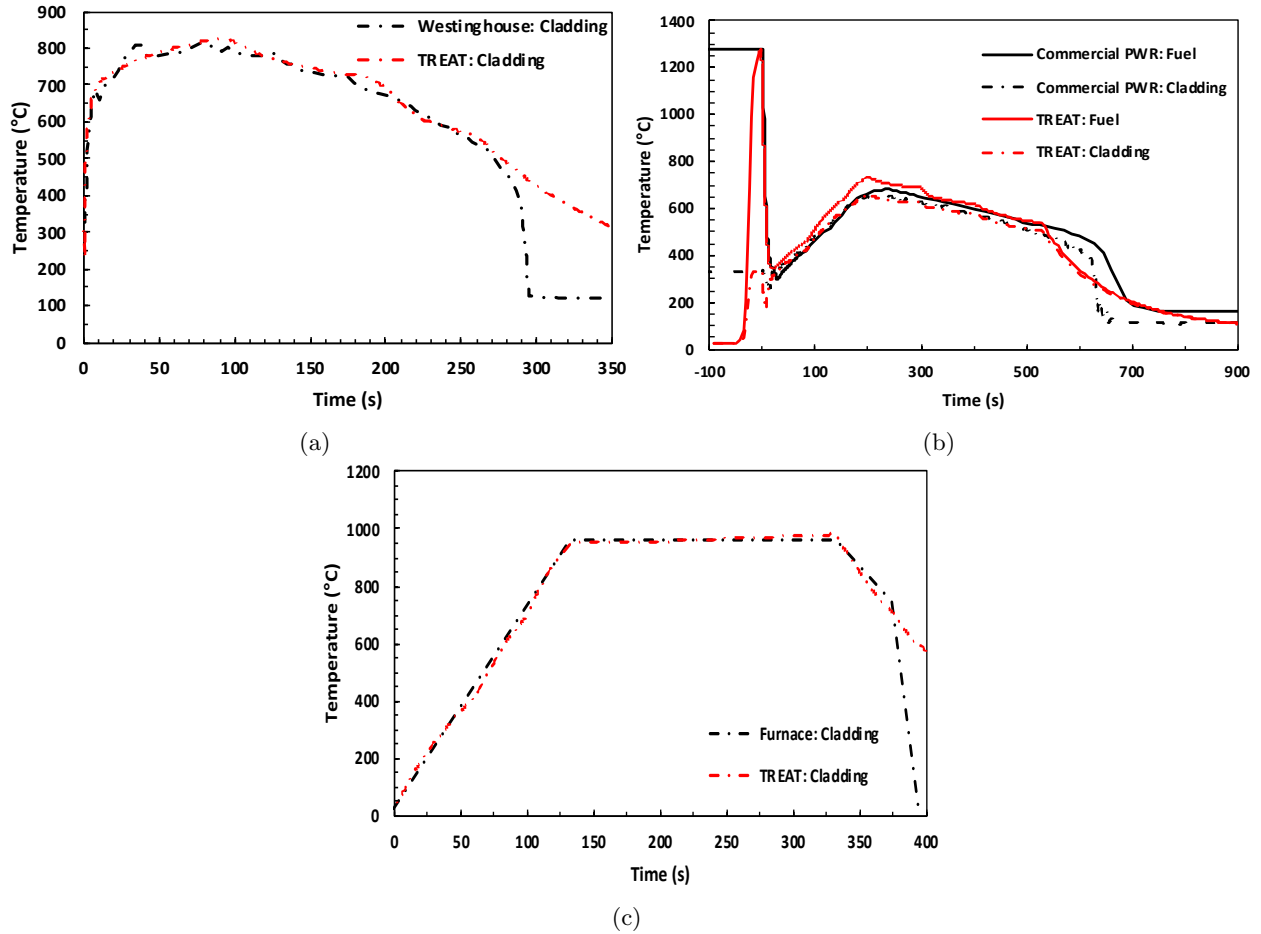 900
800
700
600
500
400
300
200
100
0
0 50 100 150 200 250 300 350
Temperature (°C)
Time (s)
Westinghouse: Cladding
TREAT: Cladding
(a)
1400
1200
1000
800
600
400
200
0
-100 100 300 500 700 900
Temperature (°C)
Time (s)
Commercial PWR: Fuel
Commercial PWR: Cladding
TREAT: Fuel
TREAT: Cladding
(b)
1200
1000
800
600
400
200
0
0 50 100 150 200 250 300 350 400
Temperature (°C)
Time (s)
Furnace: Cladding
TREAT: Cladding
(c)